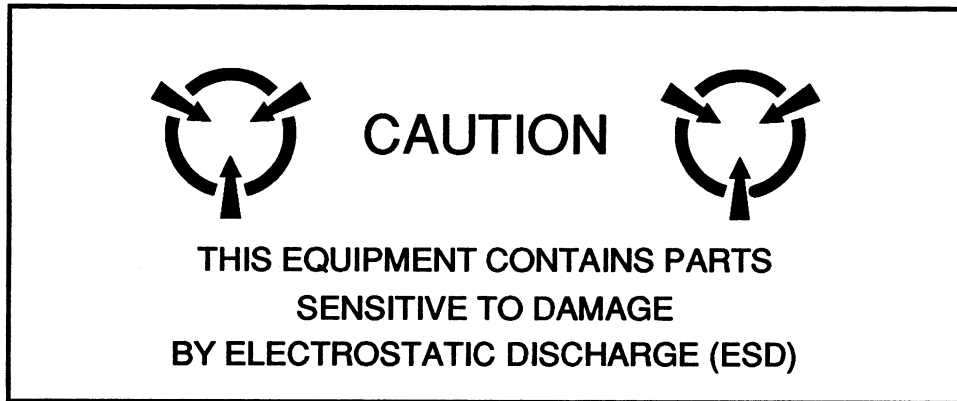 CAUTION
THIS EQUIPMENT CONTAINS PARTS
SENSITIVE TO DAMAGE
BY ELECTROSTATIC DISCHARGE (ESD)